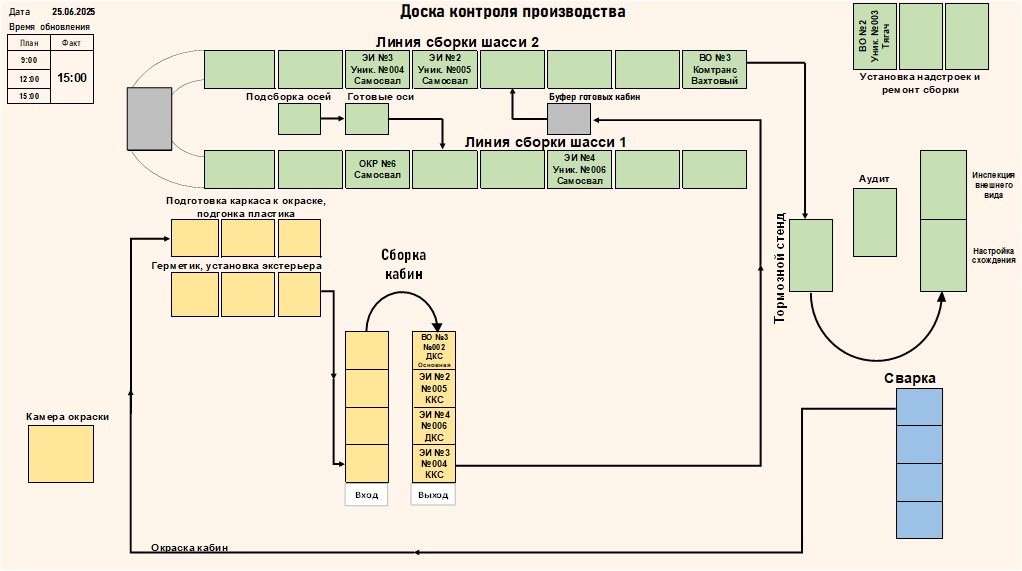 Дата 25.06.2025
Время обновления
План Факт
9:00
12:00
15:00
15:00
Доска контроля производства
Линия сборки шасси 2
ЭИ №3
Уник. №004
Самосвал
ЭИ №2
Уник. №005
Самосвал
ВО №3
Комтранс
Вахтовый
ВО №2
Уник. №003
Тягач
Установка надстроек и
ремонт сборки
Подсборка осей
Готовые оси
Буфер готовых кабин
Линия сборки шасси 1
ОКР №6
Самосвал
ЭИ №4
Уник. №006
Самосвал
Аудит
Инспекция
внешнего
вида
Настройка
схождения
Тормозной стенд
Подготовка каркаса к окраске,
подгонка пластика
Герметик, установка экстерьера
Сборка
кабин
ВО №3
№002
ДКС
Основная
ЭИ №2
№005
ККС
ЭИ №4
№006
ДКС
ЭИ №3
№004
ККС
Вход
Выход
Сварка
Камера окраски
Окраска кабин